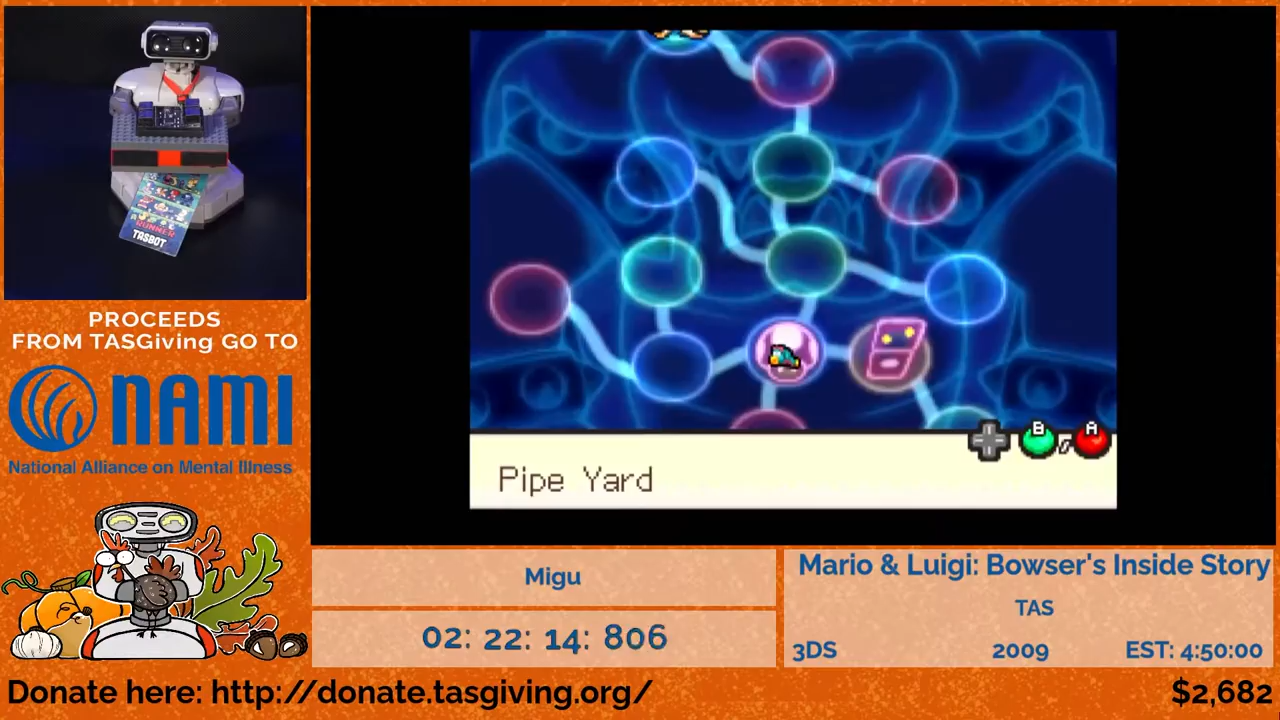 RUNNER
TASBOT
PROCEEDS
FROM TASGiving GO TO
NAMI
National Alliance on Mental Illness
B
A
Pipe Yard
Migu
02: 22: 14: 806
Mario & Luigi: Bowser's Inside Story
TAS
3DS
2009
EST: 4:50:00
Donate here: http://donate.tasgiving.org/
$2,682